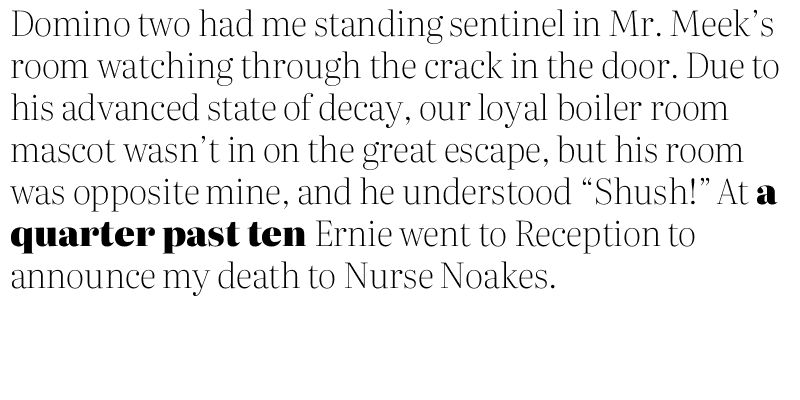 Domino two had me standing sentinel in Mr. Meek’s
room watching through the crack in the door. Due to
his advanced state of decay, our loyal boiler room
mascot wasn’t in on the great escape, but his room
was opposite mine, and he understood “Shush!” At a
quarter past ten Ernie went to Reception to
announce my death to Nurse Noakes.